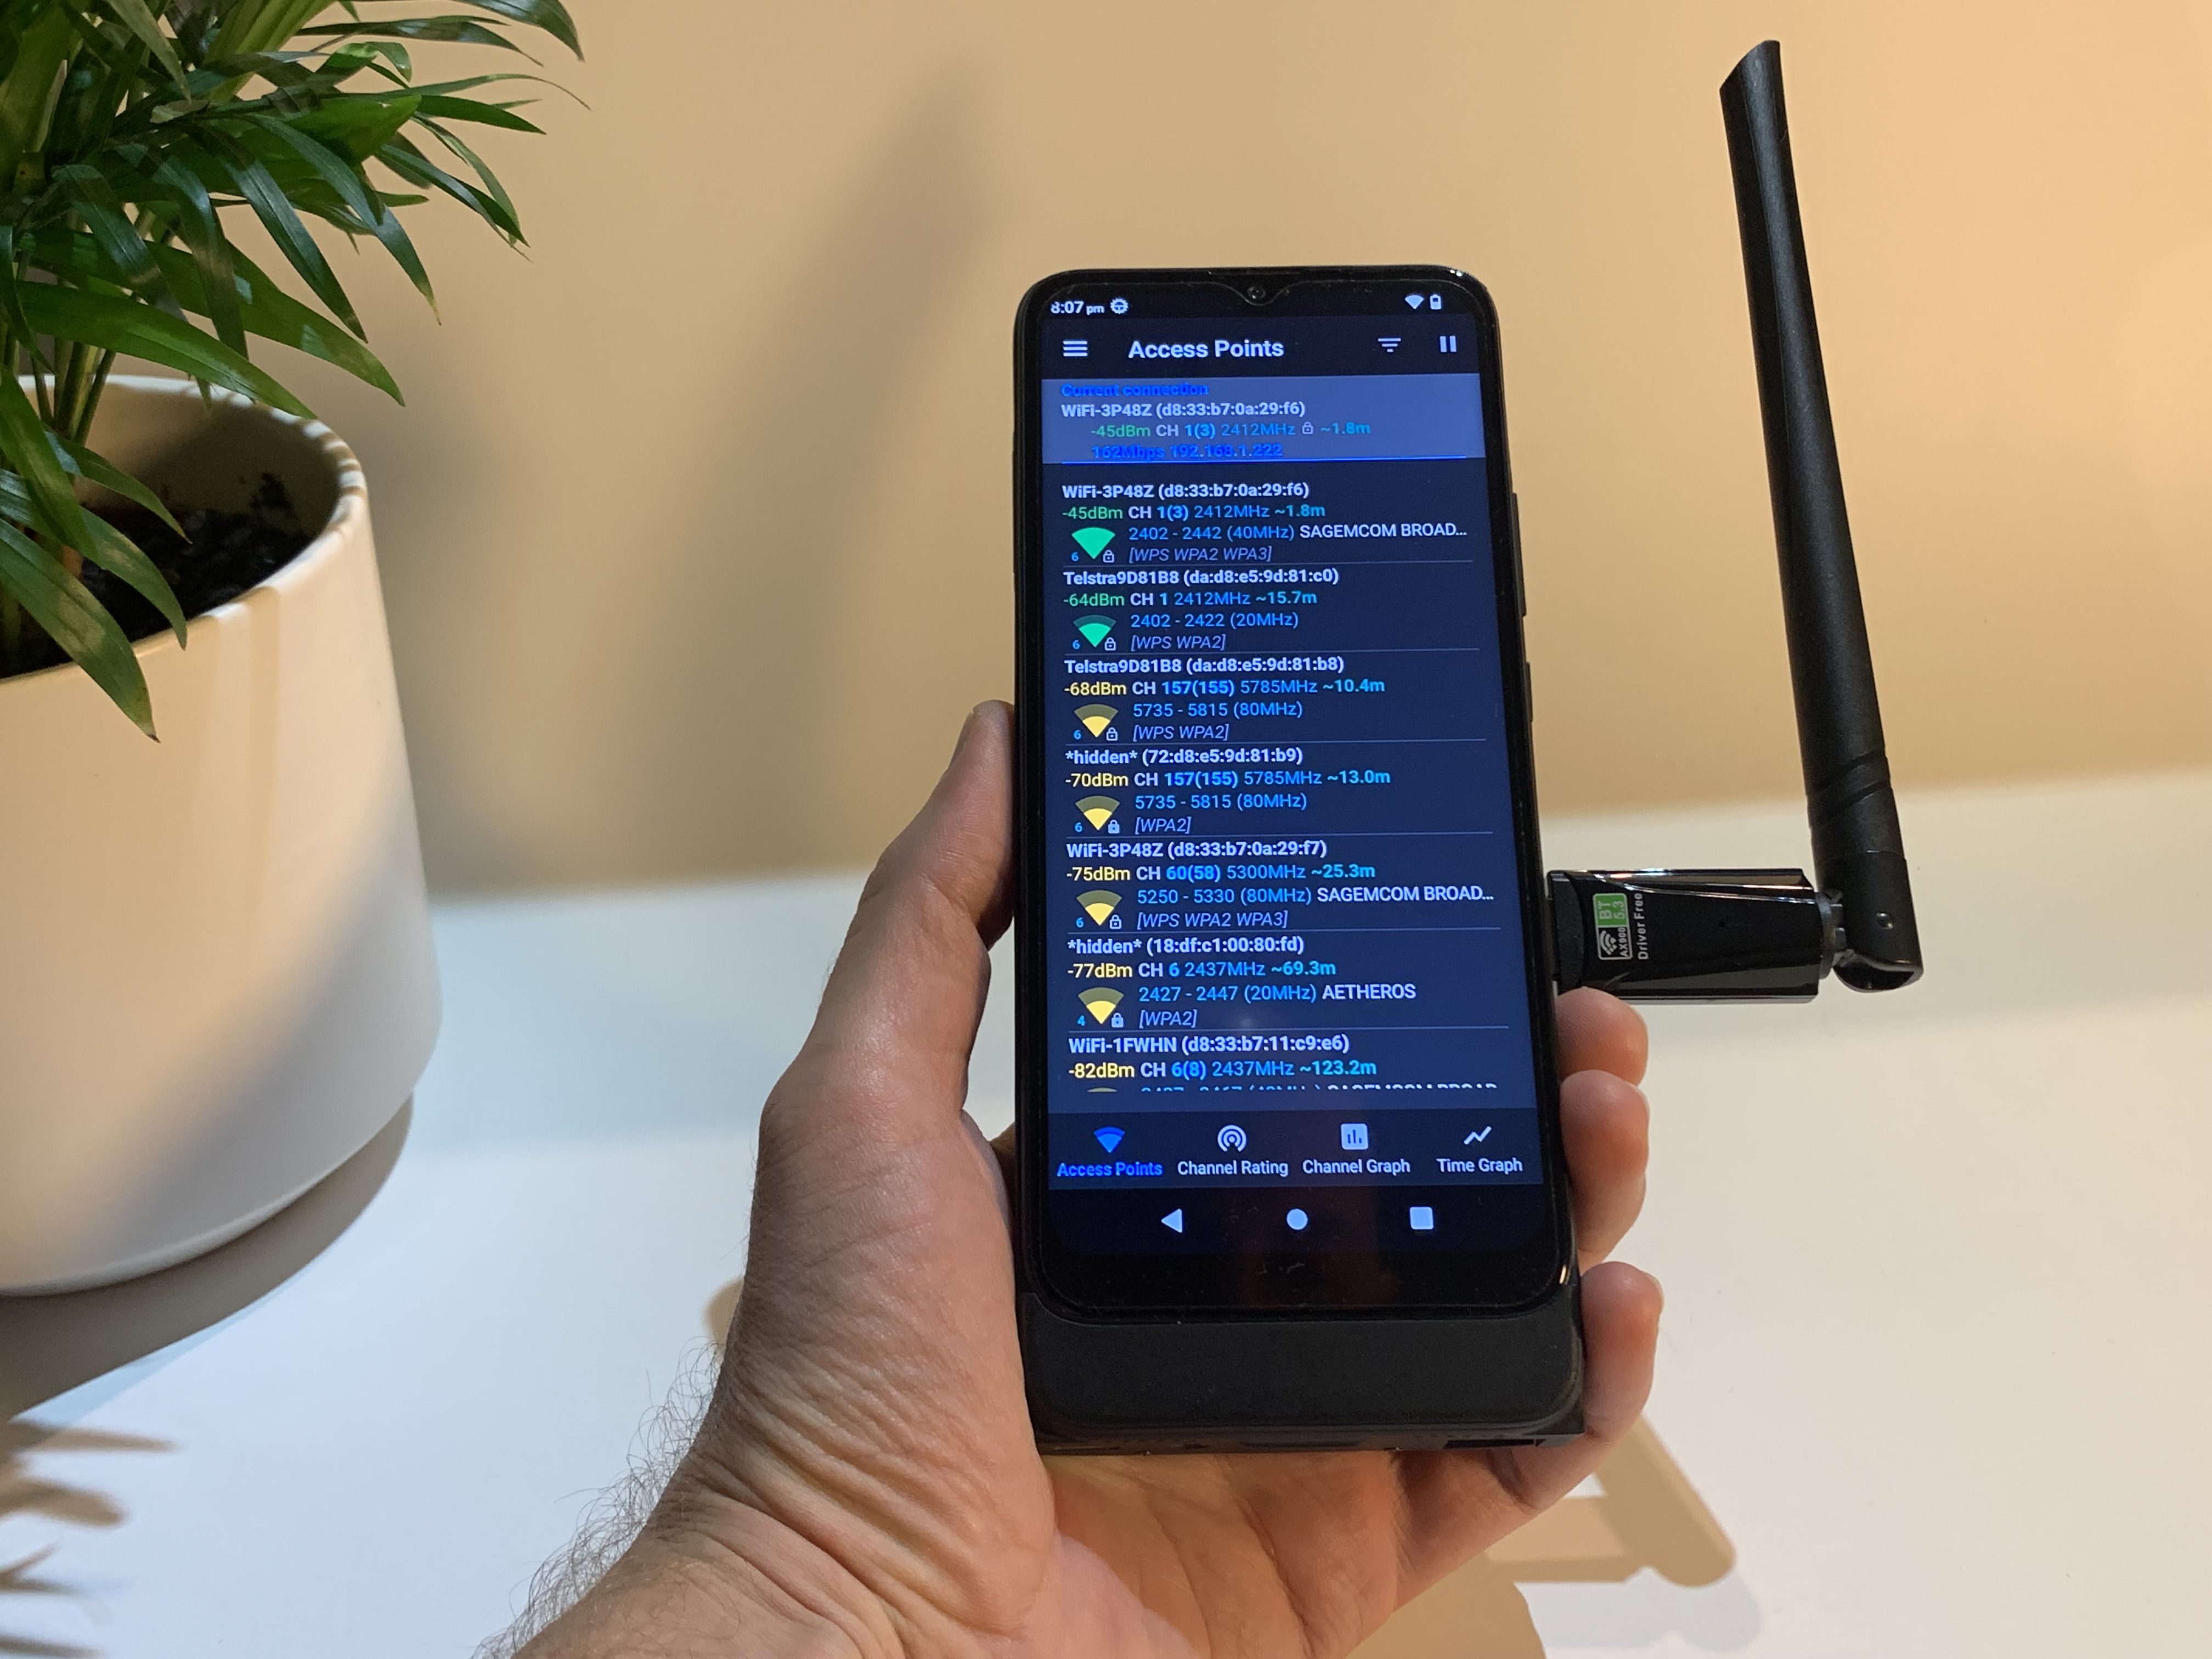 8:07 pm
Access Points
Current connection
WiFi-3P48Z (d8:33:b7:0a:29:f6)
-45dBm CH 1(3) 2412MHz ~1.8m
162Mbps 192.168.1.222
WiFi-3P48Z (d8:33:b7:0a:29:f6)
-45dBm CH 1(3) 2412MHz ~1.8m
2402 - 2442 (40MHz) SAGEMCOM BROAD...
6 [WPS WPA2 WPA3]
Telstra9D81B8 (da:d8:e5:9d:81:c0)
-64dBm CH 1 2412MHz ~15.7m
2402 - 2422 (20MHz)
6 [WPS WPA2]
Telstra9D81B8 (da:d8:e5:9d:81:b8)
-68dBm CH 157(155) 5785MHz ~10.4m
5735 - 5815 (80MHz)
6 [WPS WPA2]
*hidden* (72:d8:e5:9d:81:b9)
-70dBm CH 157(155) 5785MHz ~13.0m
5735 - 5815 (80MHz)
6 [WPA2]
WiFi-3P48Z (d8:33:b7:0a:29:f7)
-75dBm CH 60(58) 5300MHz ~25.3m
5250 - 5330 (80MHz) SAGEMCOM BROAD...
6 [WPS WPA2 WPA3]
*hidden* (18:df:c1:00:80:fd)
-77dBm CH 6 2437MHz ~69.3m
2427 - 2447 (20MHz) AETHEROS
4 [WPA2]
WiFi-1FWHN (d8:33:b7:11:c9:e6)
-82dBm CH 6(8) 2437MHz ~123.2m
Access Points Channel Rating Channel Graph Time Graph
AX900 BT 5.3
Driver Free